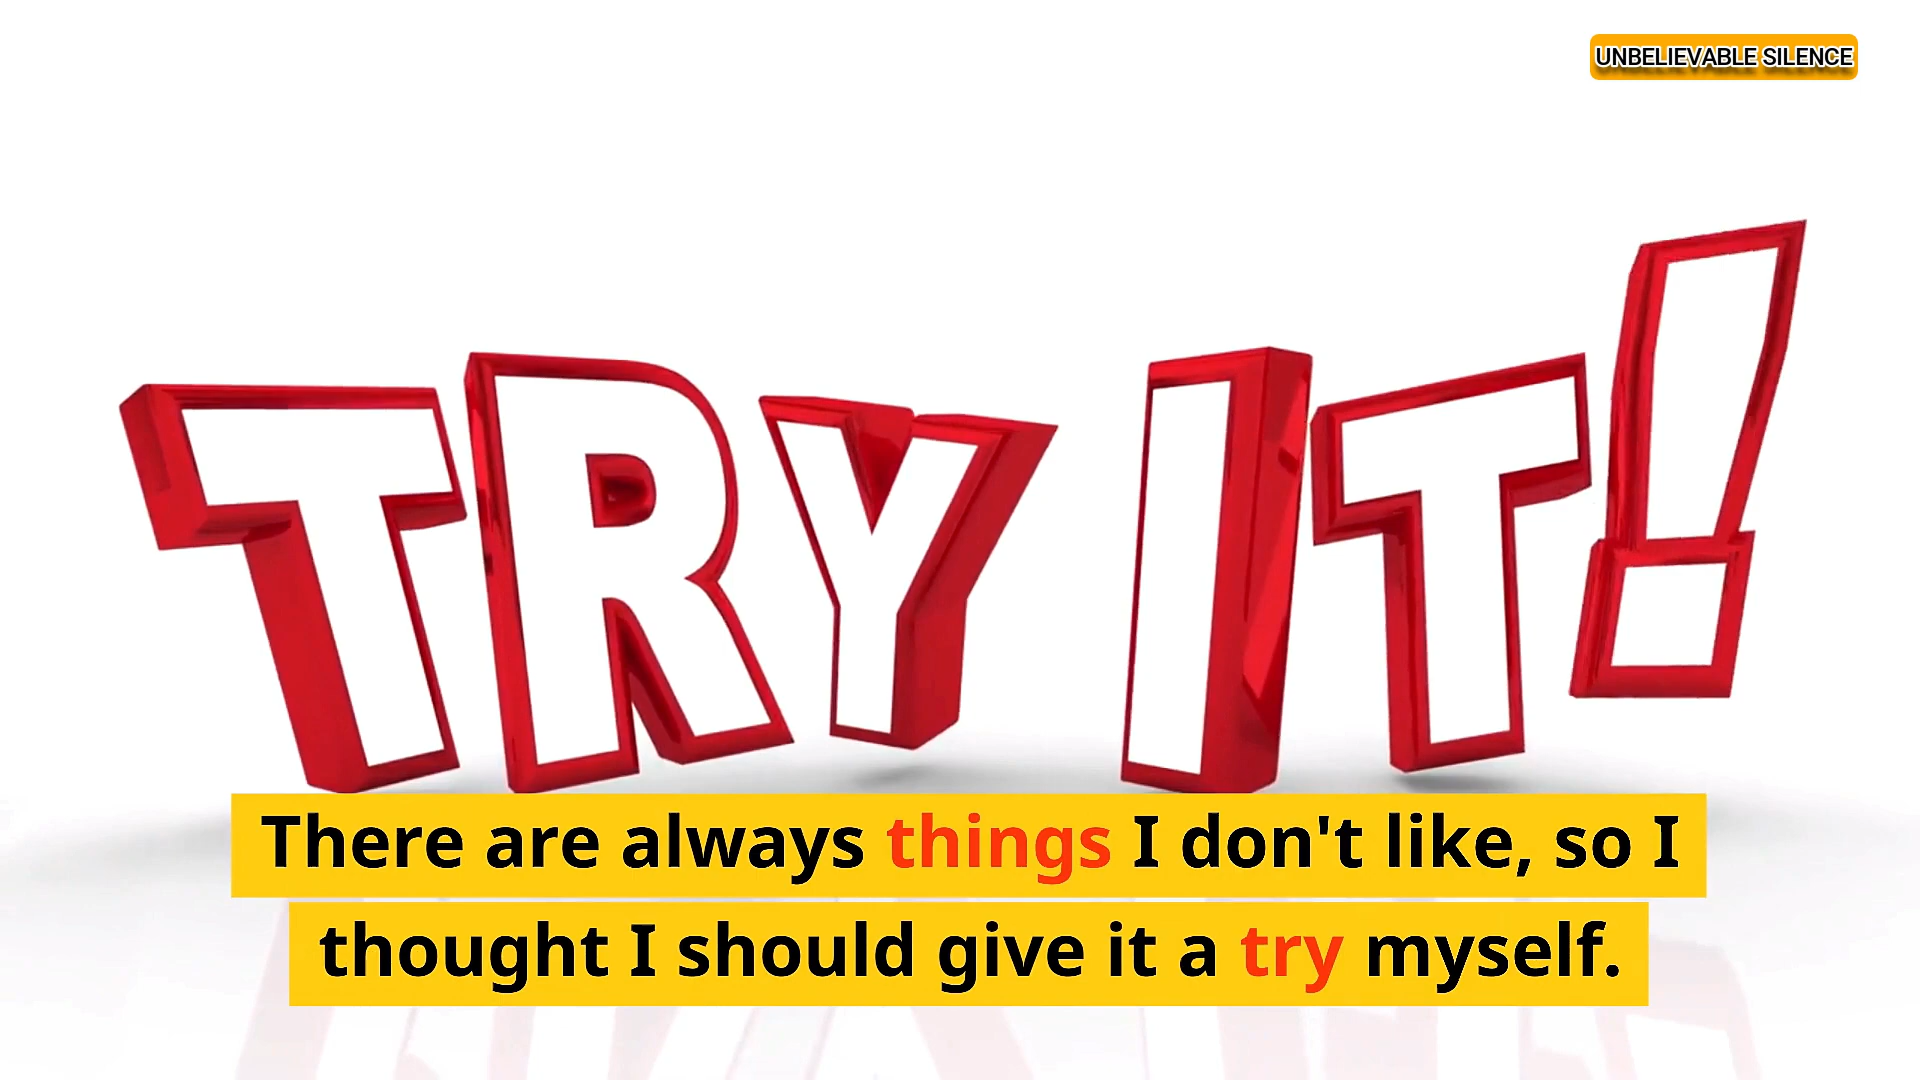 UNBELIEVABLE SILENCE
TRY IT!
There are always things I don't like, so I
thought I should give it a try myself.